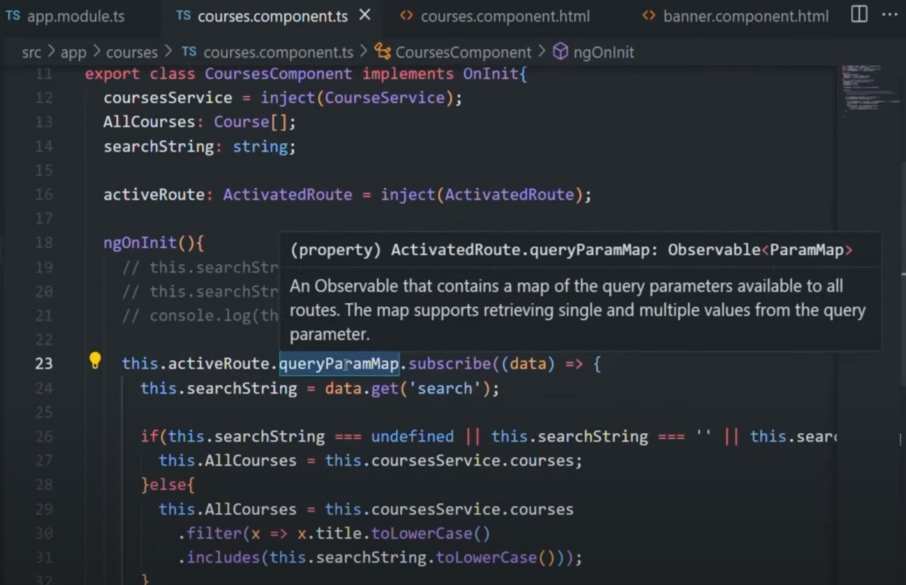 TS app.module.ts TS courses.component.ts × <> courses.component.html <> banner.component.html ···
src > app > courses > TS courses.component.ts > CoursesComponent > ngOnInit
11 export class CoursesComponent implements OnInit{
12 coursesService = inject(CourseService);
13 AllCourses: Course[];
14 searchString: string;
15
16 activeRoute: ActivatedRoute = inject(ActivatedRoute);
17
18 ngOnInit(){
(property) ActivatedRoute.queryParamMap: Observable<ParamMap>
An Observable that contains a map of the query parameters available to all
routes. The map supports retrieving single and multiple values from the query
parameter.
19 // this.searchStr
20 // this.searchStr
21 // console.log(th
22
23 this.activeRoute.queryParamMap.subscribe((data) => {
24 this.searchString = data.get('search');
25
26 if(this.searchString === undefined || this.searchString === '' || this.sear
27 this.AllCourses = this.coursesService.courses;
28 }else{
29 this.AllCourses = this.coursesService.courses
30 .filter(x => x.title.toLowerCase()
31 .includes(this.searchString.toLowerCase()));
32 }